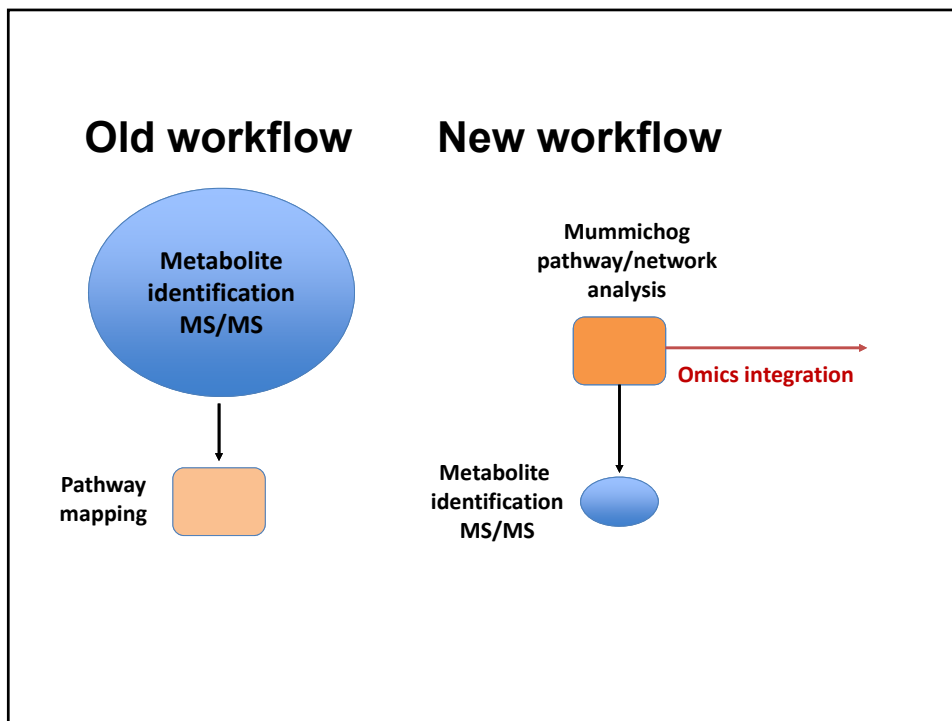 Old workflow
Metabolite
identification
MS/MS
Pathway
mapping
New workflow
Mummichog
pathway/network
analysis
Omics integration
Metabolite
identification
MS/MS